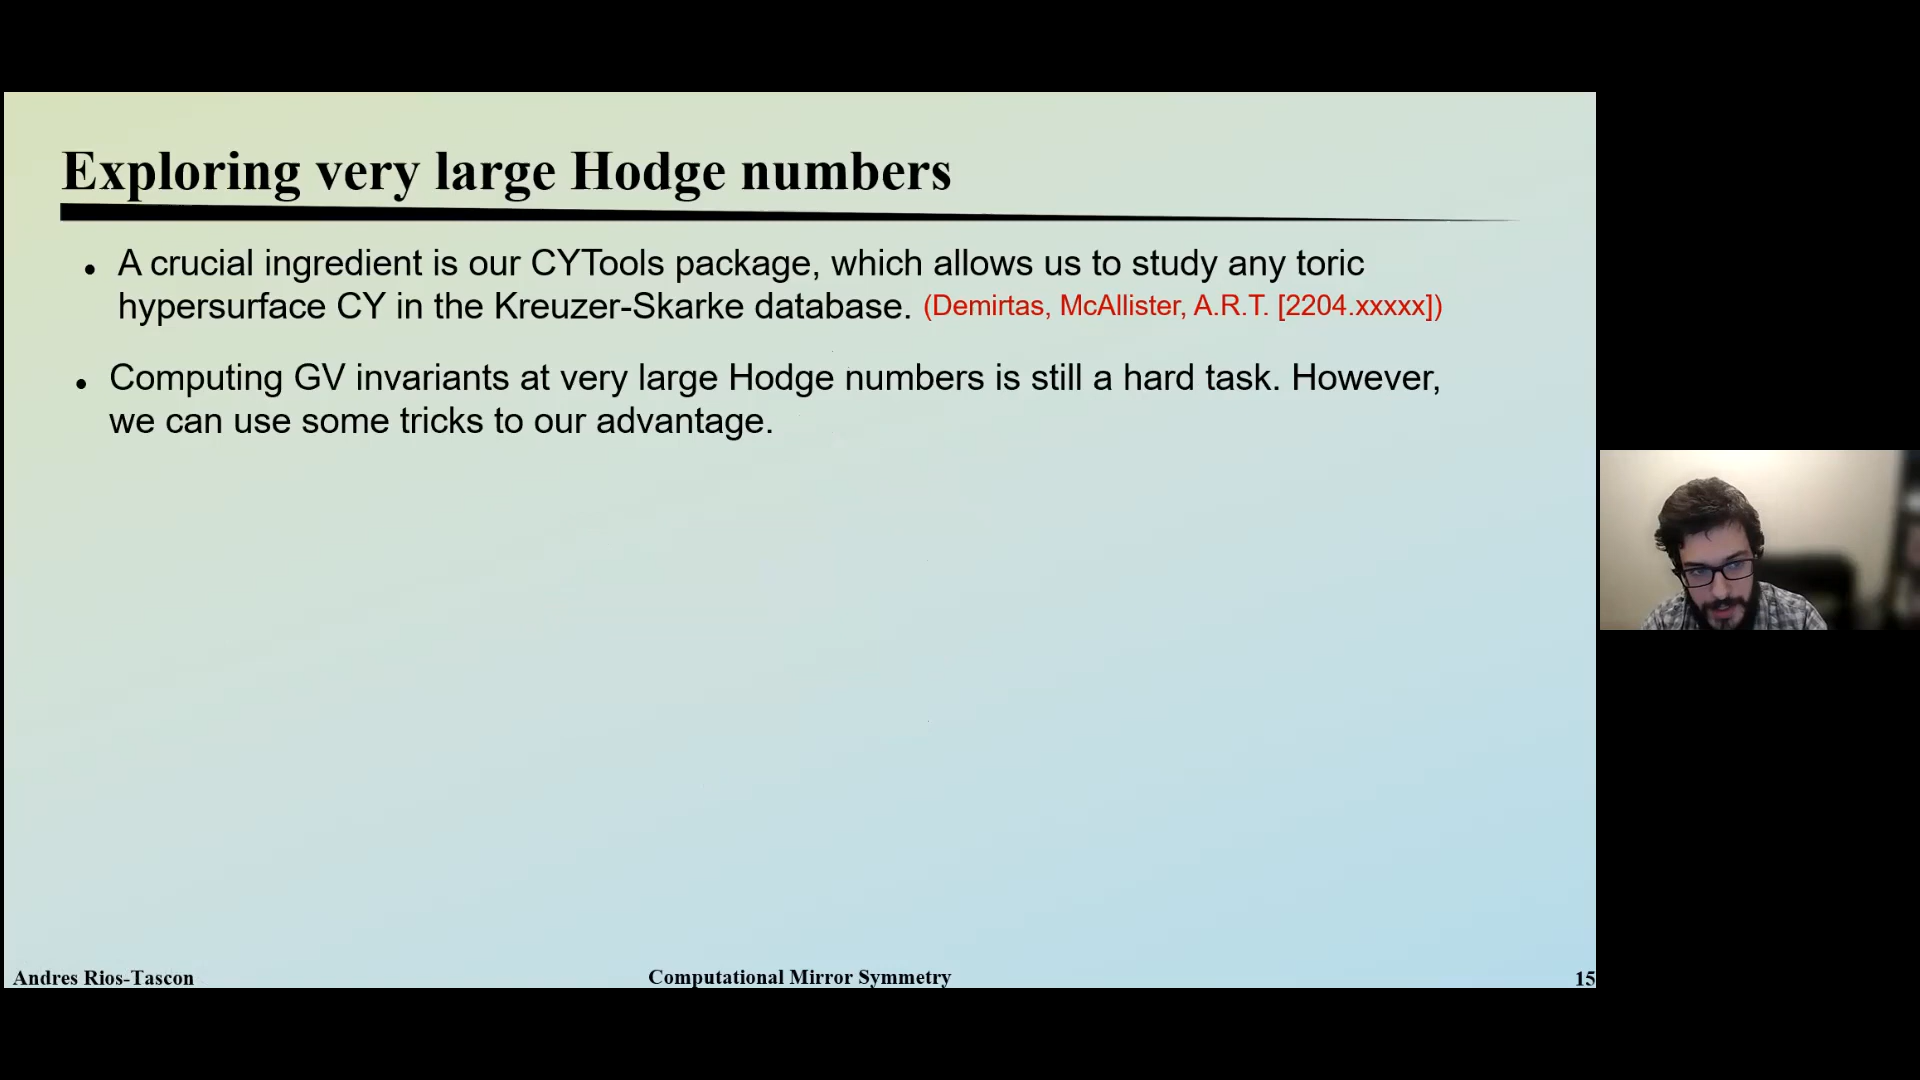 Exploring very large Hodge numbers
• A crucial ingredient is our CYTools package, which allows us to study any toric
hypersurface CY in the Kreuzer-Skarke database. (Demirtas, McAllister, A.R.T. [2204.xxxxx])
• Computing GV invariants at very large Hodge numbers is still a hard task. However,
we can use some tricks to our advantage.
Andres Rios-Tascon
Computational Mirror Symmetry
15